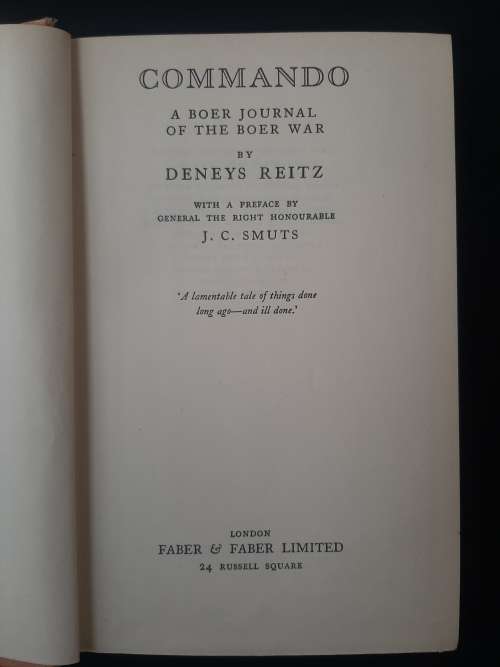 COMMANDO
A BOER JOURNAL
OF THE BOER WAR
BY
DENEYS REITZ
WITH A PREFACE BY
GENERAL THE RIGHT HONOURABLE
J. C. SMUTS
'A lamentable tale of things done
long ago—and ill done.'
LONDON
FABER & FABER LIMITED
24 RUSSELL SQUARE